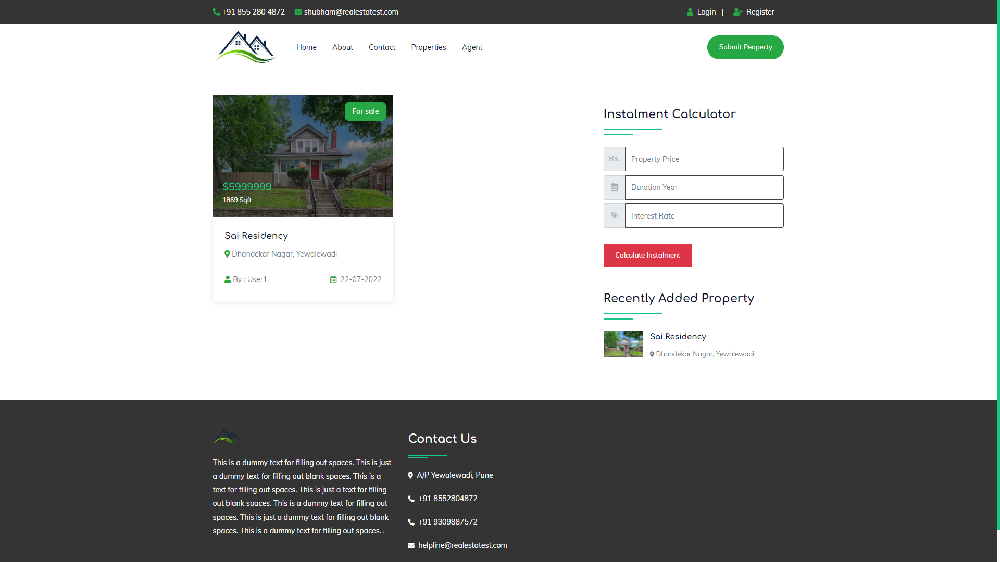 +91 855 280 4872 shubham@realestatest.com Login | Register
Home About Contact Properties Agent Submit Peoperty
For sale
$5999999
1869 Sqft
Sai Residency
Dhandekar Nagar, Yewalewadi
By : User1 22-07-2022
Instalment Calculator
Rs. Property Price
Duration Year
% Interest Rate
Calculate Instalment
Recently Added Property
Sai Residency
Dhandekar Nagar, Yewalewadi
This is a dummy text for filling out spaces. This is just
a dummy text for filling out blank spaces. This is a
text for filling out spaces. This is just a text for filling
out blank spaces. This is a dummy text for filling out
spaces. This is just a dummy text for filling out blank
spaces. This is a dummy text for filling out spaces. .
Contact Us
A/P Yewalewadi, Pune
+91 8552804872
+91 9309887572
helpline@realestatest.com